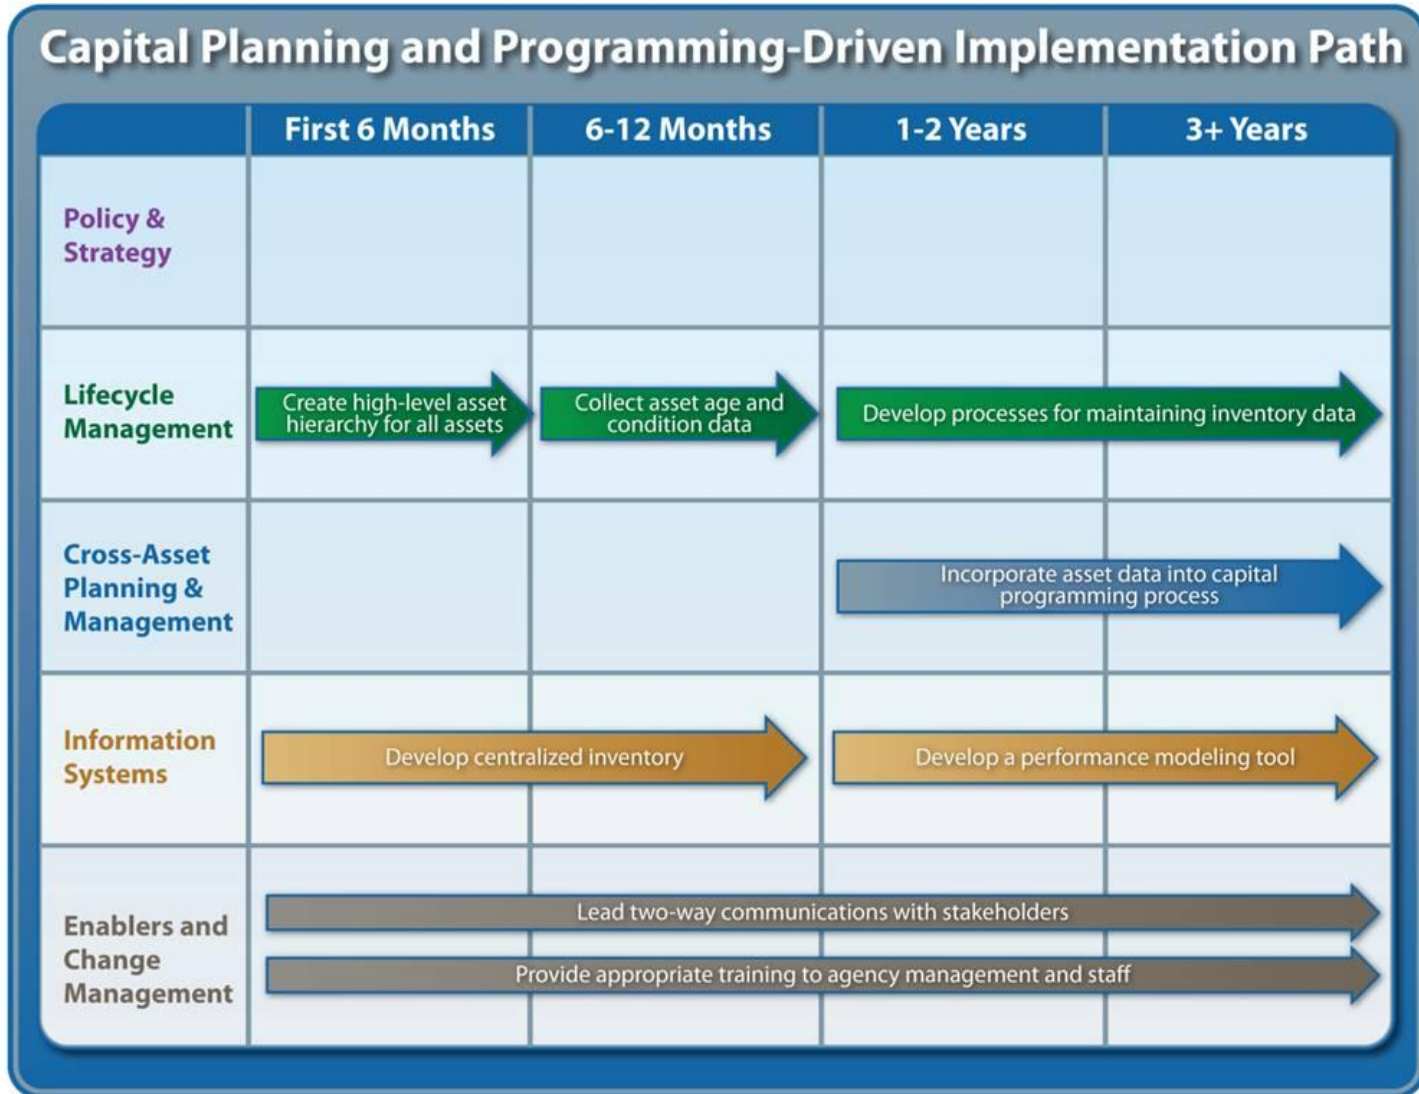 Capital Planning and Programming-Driven Implementation Path
First 6 Months
6-12 Months
1-2 Years
3+ Years
Policy &
Strategy
Lifecycle
Management
Create high-level asset
hierarchy for all assets
Collect asset age and
condition data
Develop processes for maintaining inventory data
Cross-Asset
Planning &
Management
Incorporate asset data into capital
programming process
Information
Systems
Develop centralized inventory
Develop a performance modeling tool
Enablers and
Change
Management
Lead two-way communications with stakeholders
Provide appropriate training to agency management and staff